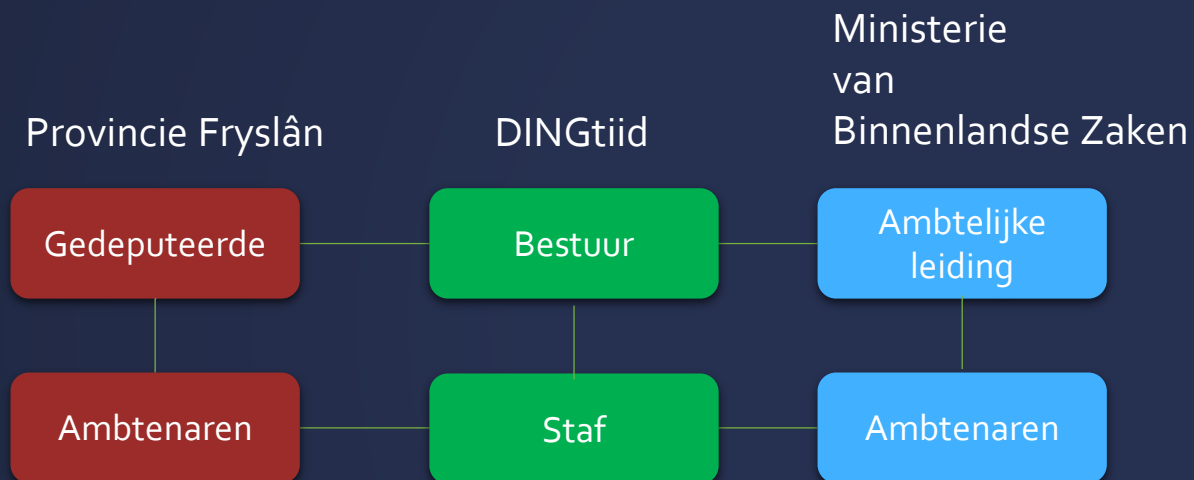 Ministerie
van
Binnenlandse Zaken
Provincie Fryslân
DINGtiid
Gedeputeerde
Bestuur
Ambtelijke
leiding
Ambtenaren
Staf
Ambtenaren